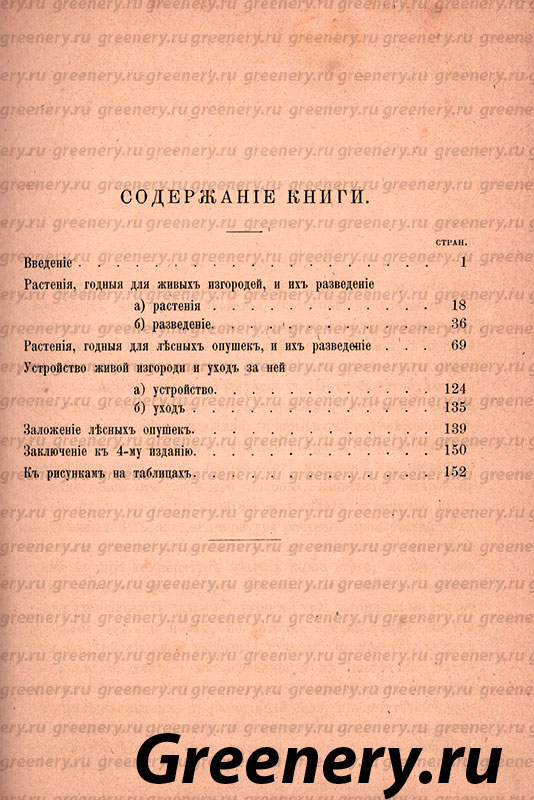 СОДЕРЖАНІЕ КНИГИ.
СТРАН.
Введеніе . . . . . . . . . . . . . . . . . . . 1
Растенія, годныя для живыхъ изгородей, и ихъ разведеніе
а) растенія . . . . . . . . . . . . 18
б) разведеніе. . . . . . . . . . . . 36
Растенія, годныя для лѣсныхъ опушекъ, и ихъ разведеніе . . . 69
Устройство живой изгороди и уходъ за ней
а) устройство. . . . . . . . . . . . 124
б) уходъ . . . . . . . . . . . . . 135
Заложеніе лѣсныхъ опушекъ. . . . . . . . . . . . . 139
Заключеніе къ 4-му изданію. . . . . . . . . . . . . 150
Къ рисункамъ на таблицахъ. . . . . . . . . . . . . 152
Greenery.ru